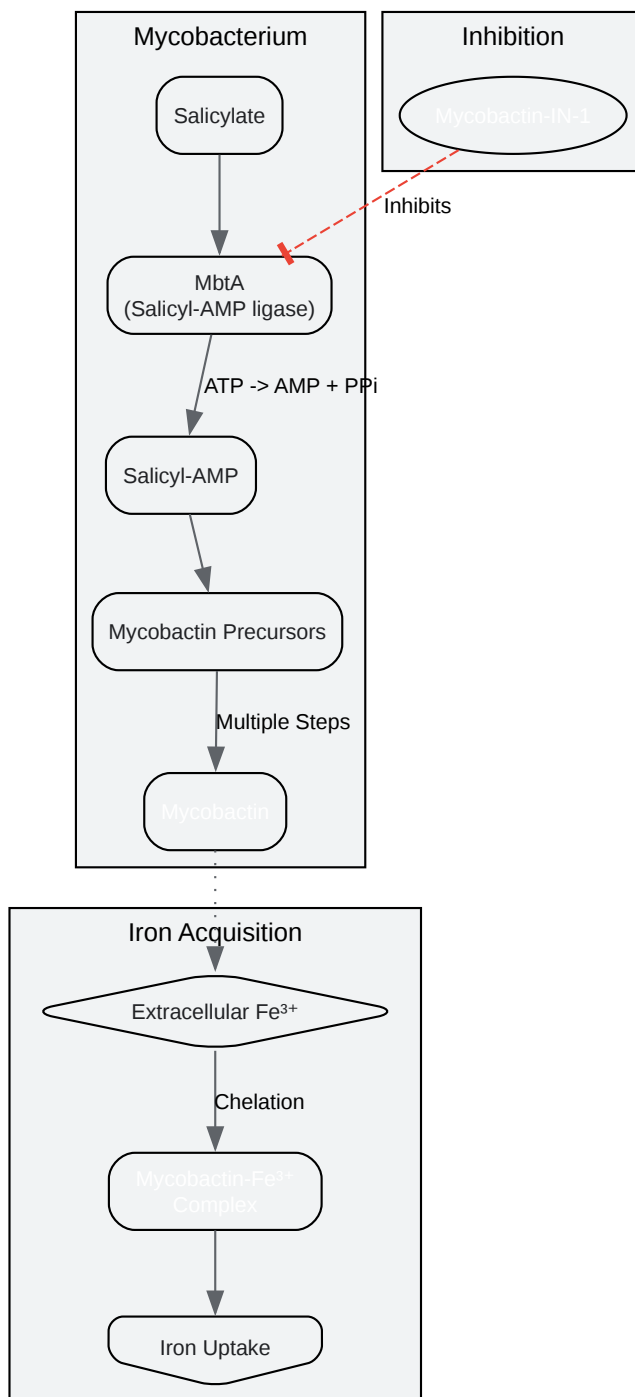 Mycobacterium
Inhibition
Salicylate
Mycobactin-IN-1
Inhibits
MbtA
(Salicyl-AMP ligase)
ATP -> AMP + PPi
Salicyl-AMP
Mycobactin Precursors
Multiple Steps
Mycobactin
Iron Acquisition
Extracellular Fe³⁺
Chelation
Mycobactin-Fe³⁺
Complex
Iron Uptake